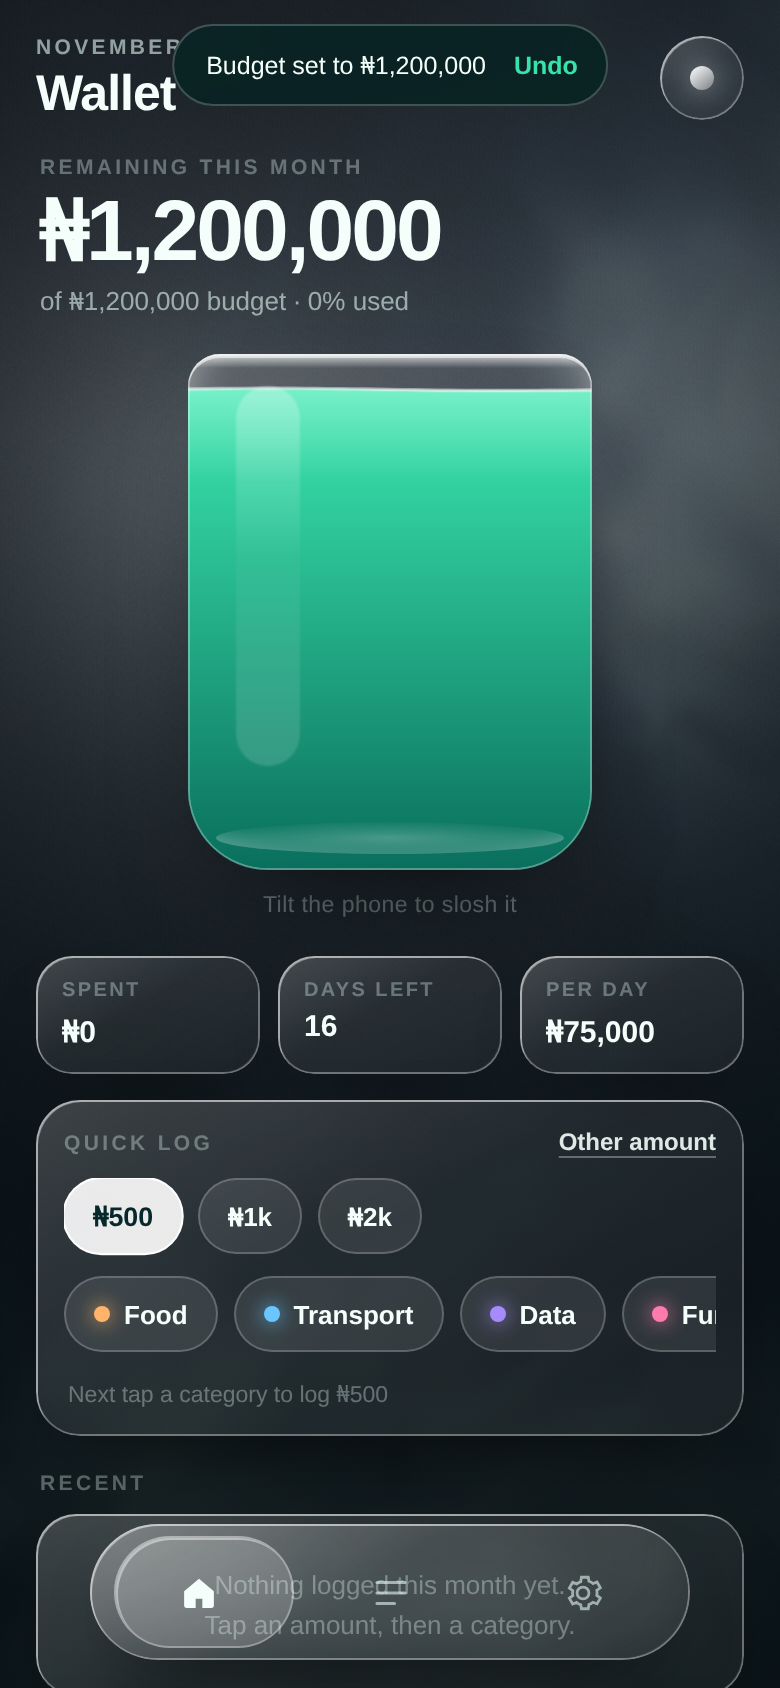 NOVEMBER
Budget set to ₦1,200,000 Undo
Wallet
REMAINING THIS MONTH
₦1,200,000
of ₦1,200,000 budget · 0% used
Tilt the phone to slosh it
SPENT
₦0
DAYS LEFT
16
PER DAY
₦75,000
QUICK LOG
Other amount
₦500
₦1k
₦2k
Food
Transport
Data
Next tap a category to log ₦500
RECENT
Nothing logged this month yet.
Tap an amount, then a category.